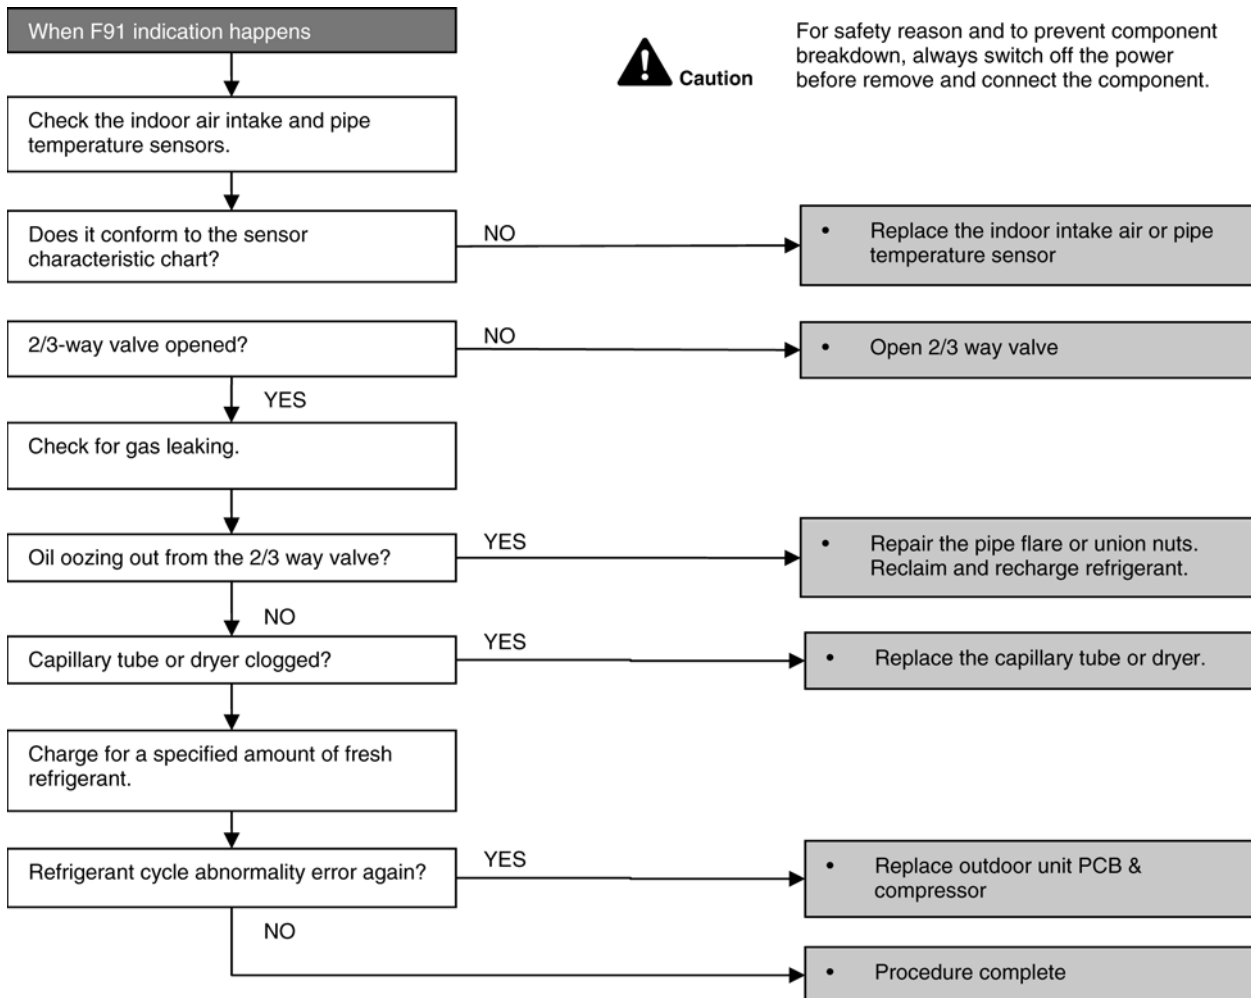 When F91 indication happens
For safety reason and to prevent component
breakdown, always switch off the power
before remove and connect the component.
Caution
Check the indoor air intake and pipe
temperature sensors.
Does it conform to the sensor
characteristic chart?
NO
• Replace the indoor intake air or pipe
temperature sensor
2/3-way valve opened?
NO
• Open 2/3 way valve
YES
Check for gas leaking.
Oil oozing out from the 2/3 way valve?
YES
• Repair the pipe flare or union nuts.
Reclaim and recharge refrigerant.
NO
Capillary tube or dryer clogged?
YES
• Replace the capillary tube or dryer.
Charge for a specified amount of fresh
refrigerant.
Refrigerant cycle abnormality error again?
YES
• Replace outdoor unit PCB &
compressor
NO
• Procedure complete